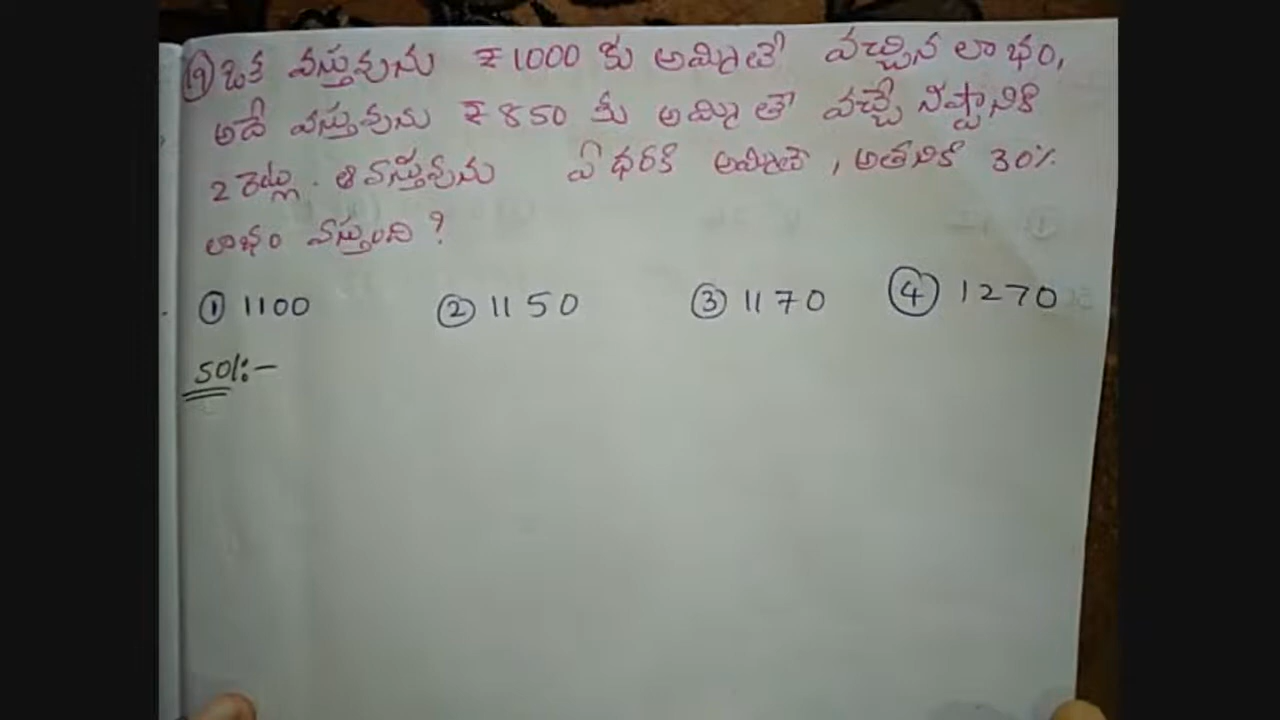 9 ఒక వస్తువును ₹1000 కు అమ్మితే వచ్చిన లాభం,
అదే వస్తువును ₹850 కు అమ్మితే వచ్చే నష్టానికి
2 రెట్లు. ఆ వస్తువును ఏ ధరకి అమ్మితే, అతనికి 30%
లాభం వస్తుంది?
① 1100 ② 1150 ③ 1170 ④ 1270
Sol:-